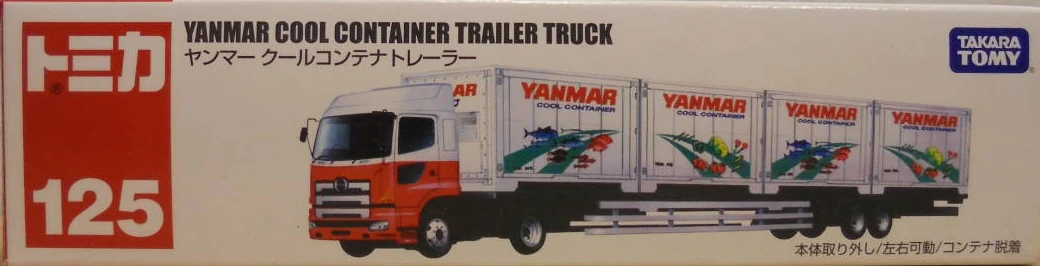 トミカ
®
125
YANMAR COOL CONTAINER TRAILER TRUCK
ヤンマー クールコンテナトレーラー
TAKARA
TOMY
AR
YANMAR
COOL CONTAINER
YANMAR
COOL CONTAINER
YANMAR
COOL CONTAINER
YANMAR
COOL CONTAINER
本体取り外し/左右可動/コンテナ脱着